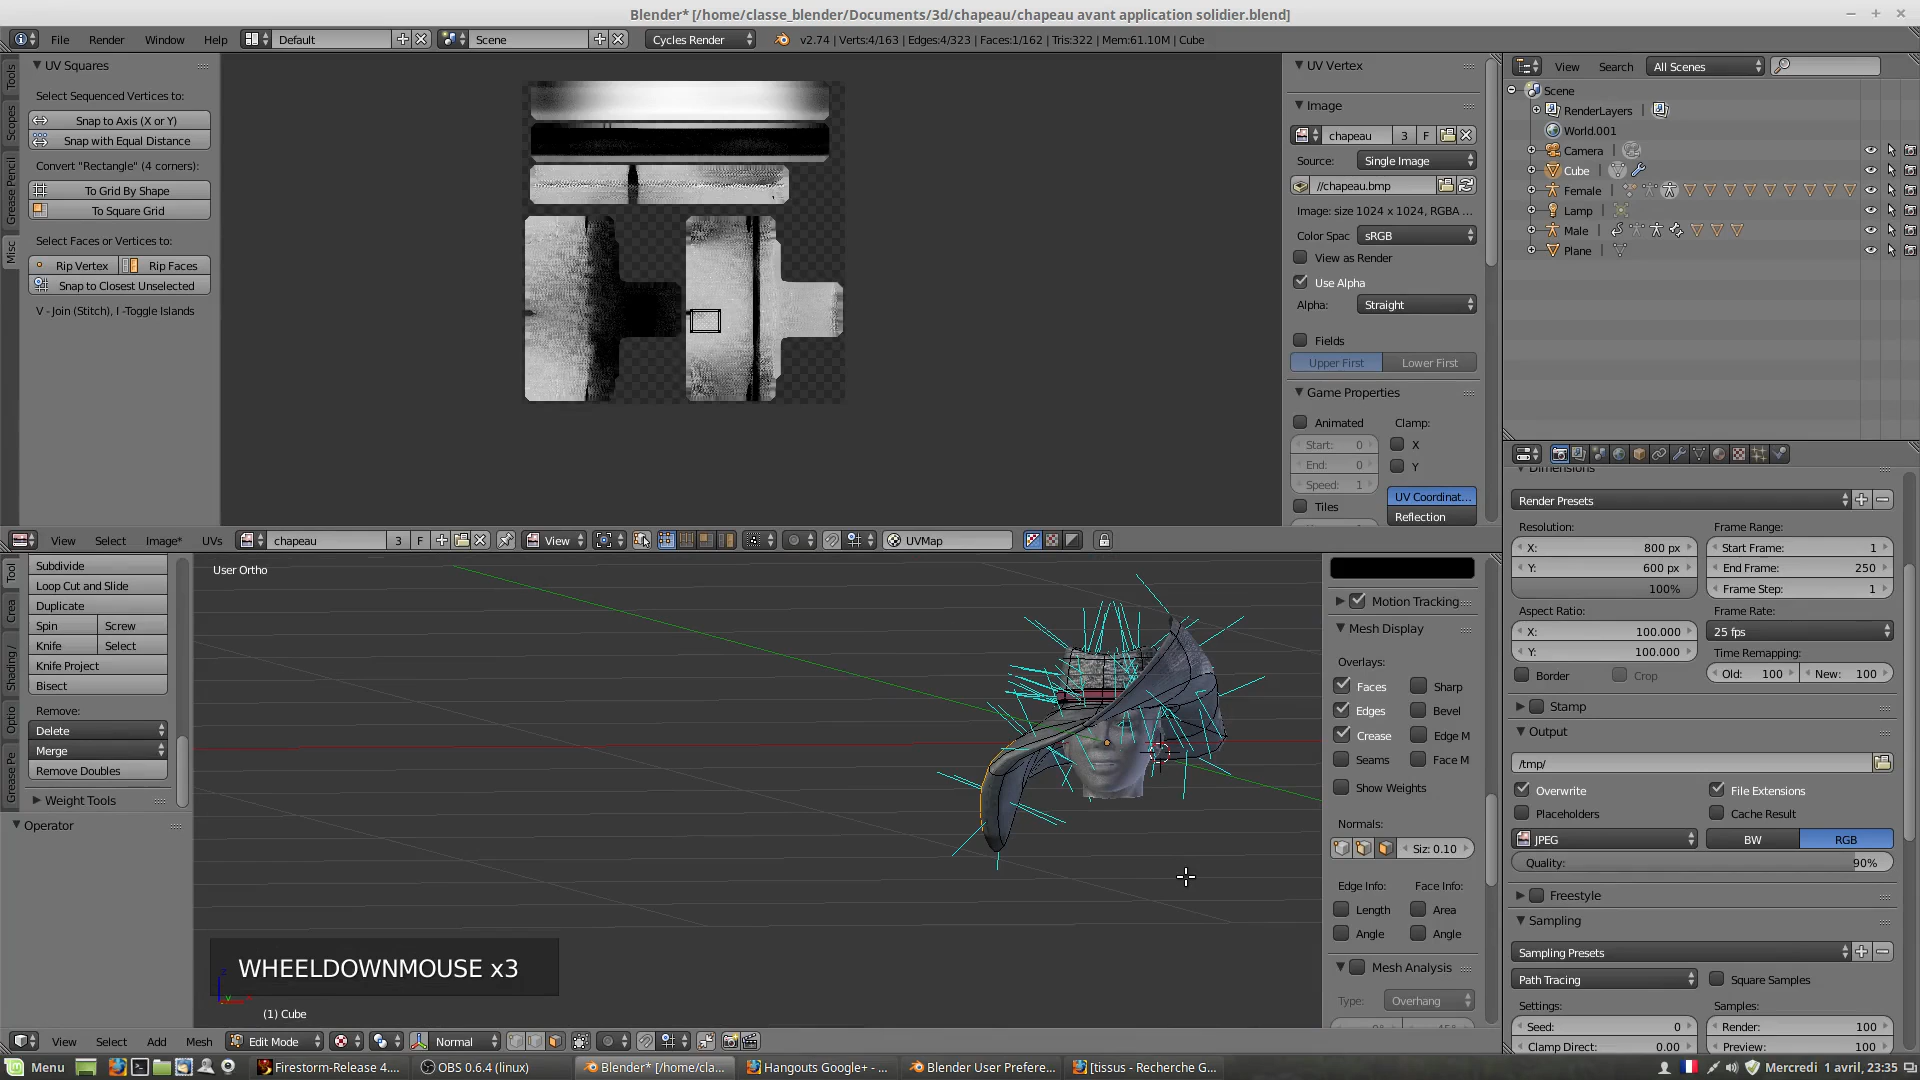 Blender* [/home/classe_blender/Documents/3d/chapeau/chapeau avant application solidier.blend]
File Render Window Help Default Scene Cycles Render v2.74 | Verts:4/163 | Edges:4/323 | Faces:1/162 | Tris:322 | Mem:61.10M | Cube
UV Squares
Select Sequenced Vertices to:
Snap to Axis (X or Y)
Snap with Equal Distance
Convert "Rectangle" (4 corners):
To Grid By Shape
To Square Grid
Select Faces or Vertices to:
Rip Vertex Rip Faces
Snap to Closest Unselected
V - Join (Stitch), I -Toggle Islands
Tools
Scopes
Grease Pencil
Misc
UV Vertex
Image
chapeau 3 F
Source: Single Image
//chapeau.bmp
Image: size 1024 x 1024, RGBA ...
Color Spac sRGB
View as Render
Use Alpha
Alpha: Straight
Fields
Upper First Lower First
Game Properties
Animated Clamp:
Start: 0 X
End: 0 Y
Speed: 1
Tiles UV Coordinat...
Reflection
View Search All Scenes
Scene
RenderLayers
World.001
Camera
Cube
Female
Lamp
Male
Plane
View Select Image* UVs chapeau 3 F View UVMap
Tool
Crea
Shading /
Optio
Grease Pe
Subdivide
Loop Cut and Slide
Duplicate
Spin Screw
Knife Select
Knife Project
Bisect
Remove:
Delete
Merge
Remove Doubles
Weight Tools
Operator
User Ortho
WHEELDOWNMOUSE x3
(1) Cube
Motion Tracking
Mesh Display
Overlays:
Faces Sharp
Edges Bevel
Crease Edge M
Seams Face M
Show Weights
Normals:
Siz: 0.10
Edge Info: Face Info:
Length Area
Angle Angle
Mesh Analysis
Type: Overhang
Dimensions
Render Presets
Resolution: Frame Range:
X: 800 px Start Frame: 1
Y: 600 px End Frame: 250
100% Frame Step: 1
Aspect Ratio: Frame Rate:
X: 100.000 25 fps
Y: 100.000 Time Remapping:
Border Crop Old: 100 New: 100
Stamp
Output
/tmp/
Overwrite File Extensions
Placeholders Cache Result
JPEG BW RGB
Quality: 90%
Freestyle
Sampling
Sampling Presets
Path Tracing Square Samples
Settings: Samples:
Seed: 0 Render: 100
Clamp Direct: 0.00 Preview: 100
View Select Add Mesh Edit Mode Normal
Menu Firestorm-Release 4.... OBS 0.6.4 (linux) Blender* [/home/cla... Hangouts Google+ - ... Blender User Prefere... [tissus - Recherche G... Mercredi 1 avril, 23:35